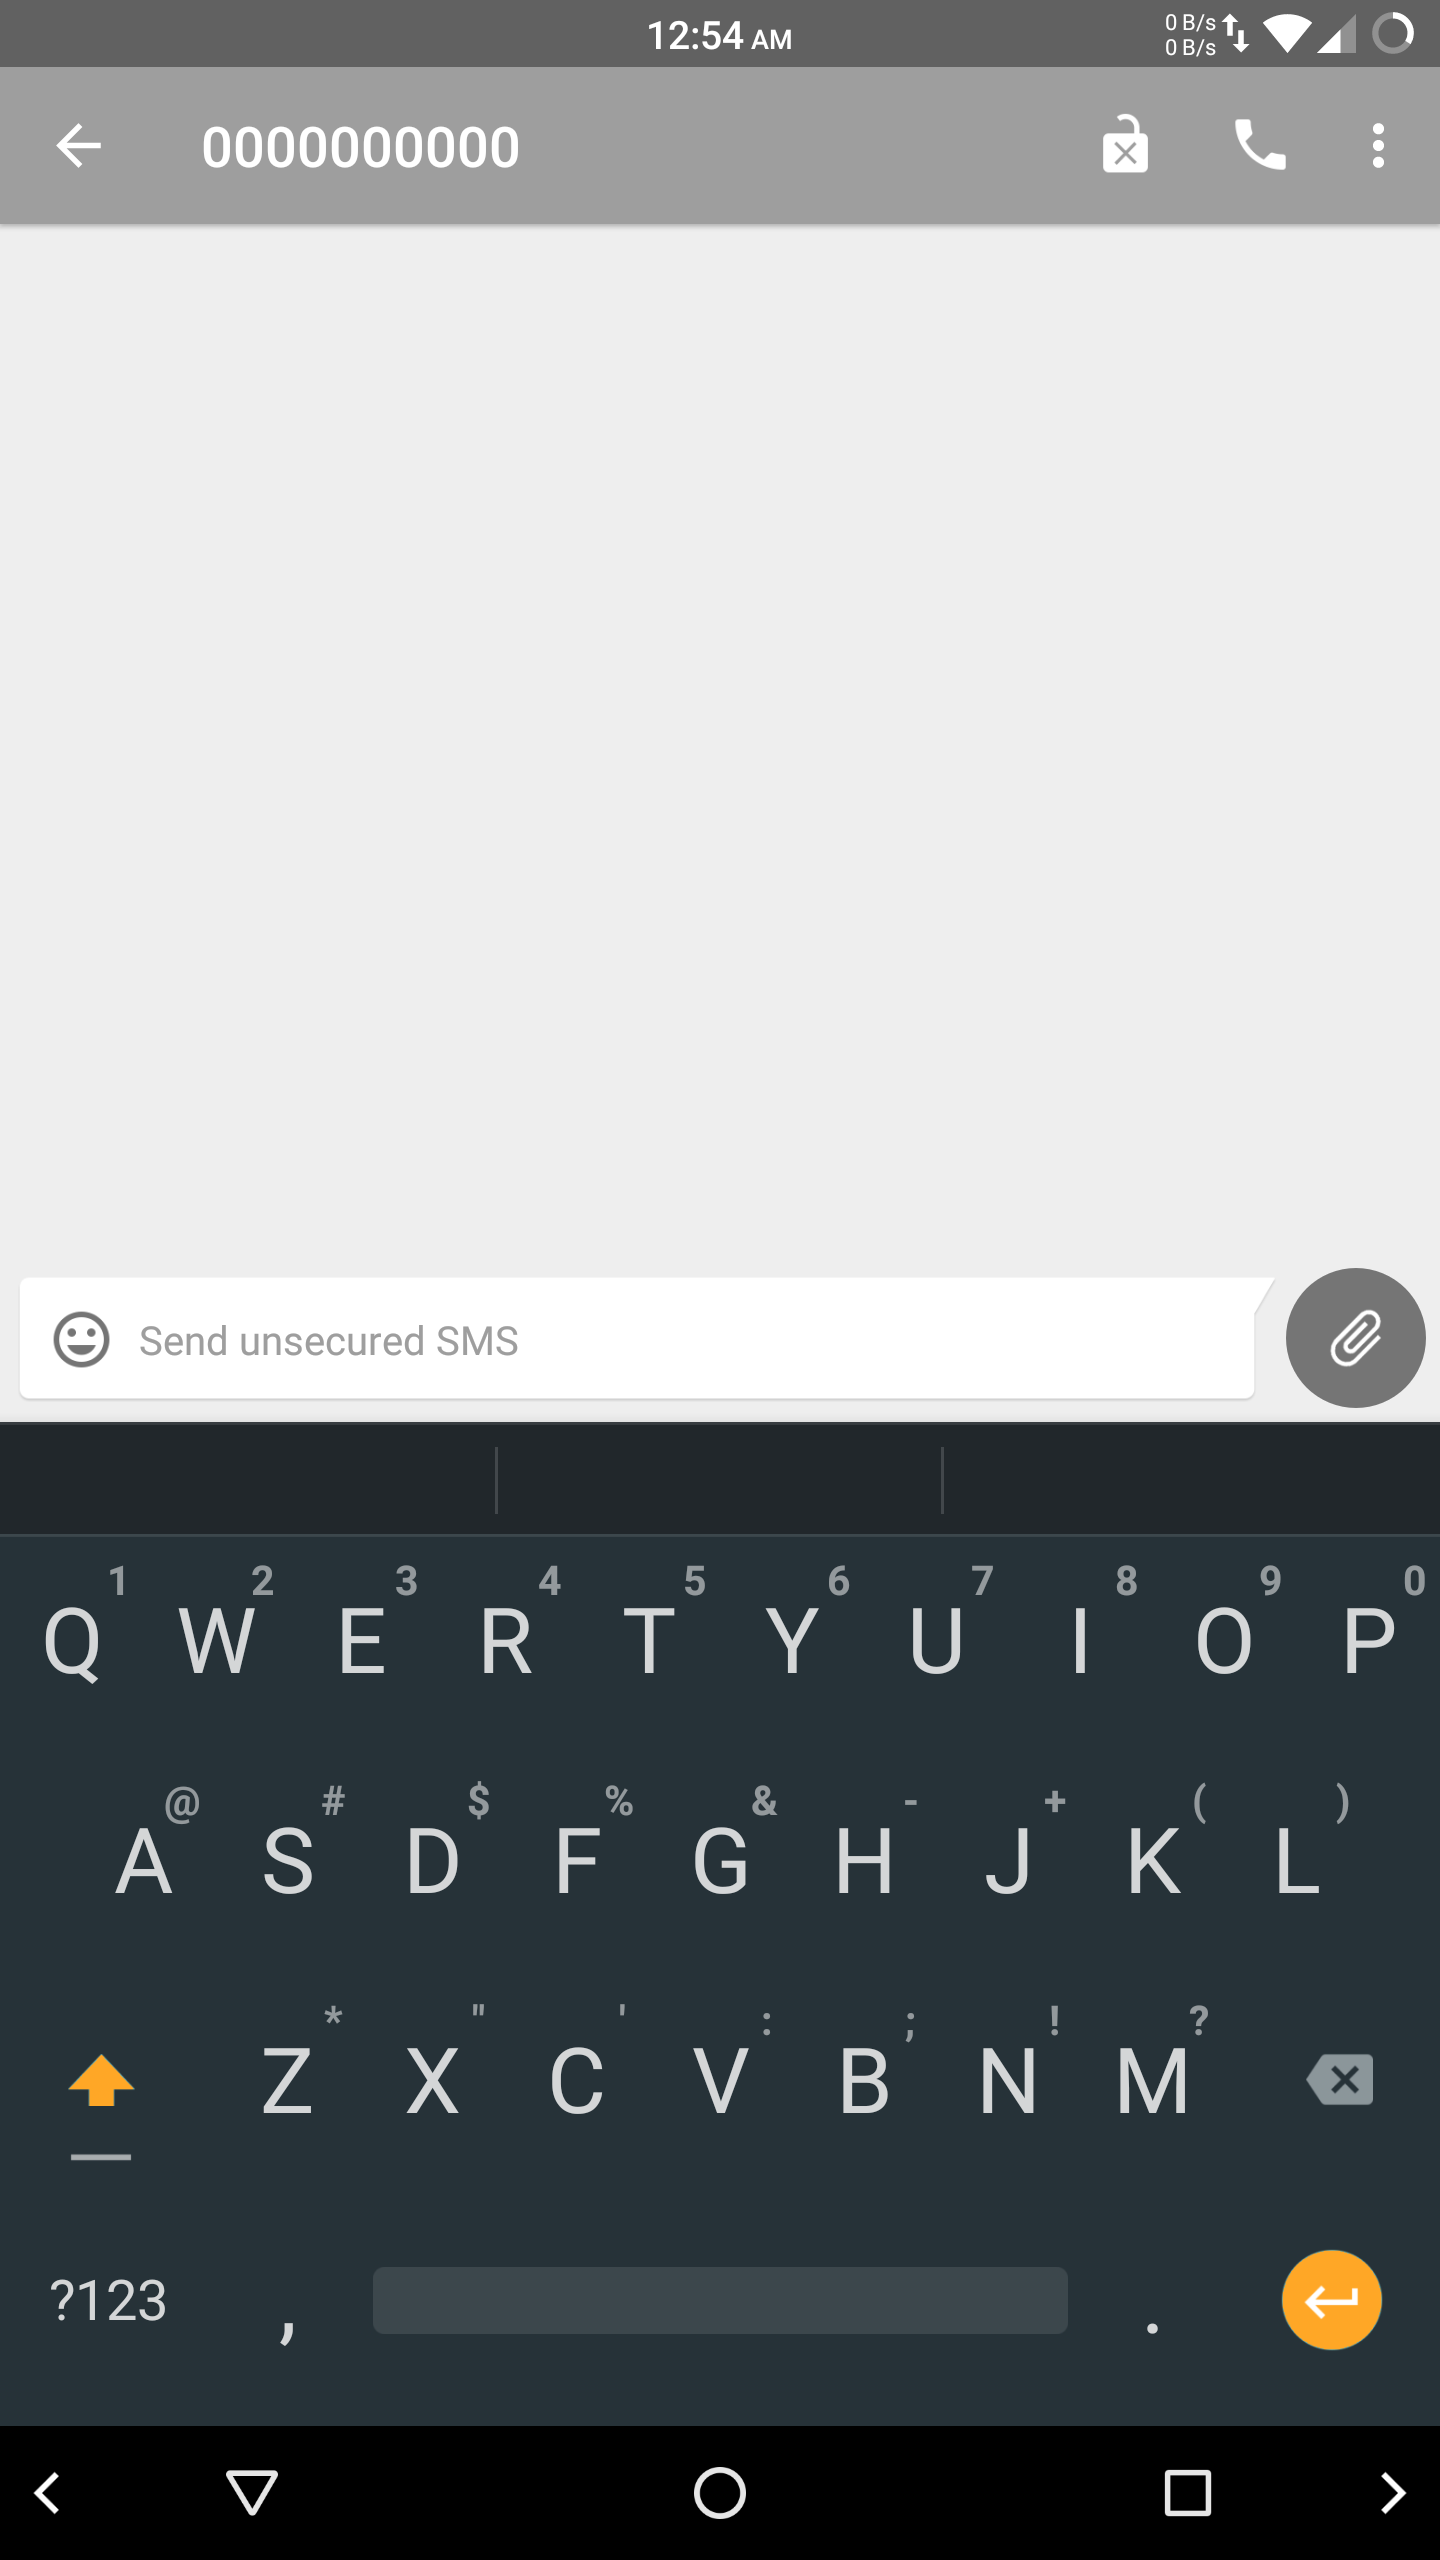 12:54 AM
0 B/s
0 B/s
0000000000
Send unsecured SMS
1 2 3 4 5 6 7 8 9 0
Q W E R T Y U I O P
@ # $ % & - + ( )
A S D F G H J K L
* " ' : ; ! ?
Z X C V B N M
?123 , .